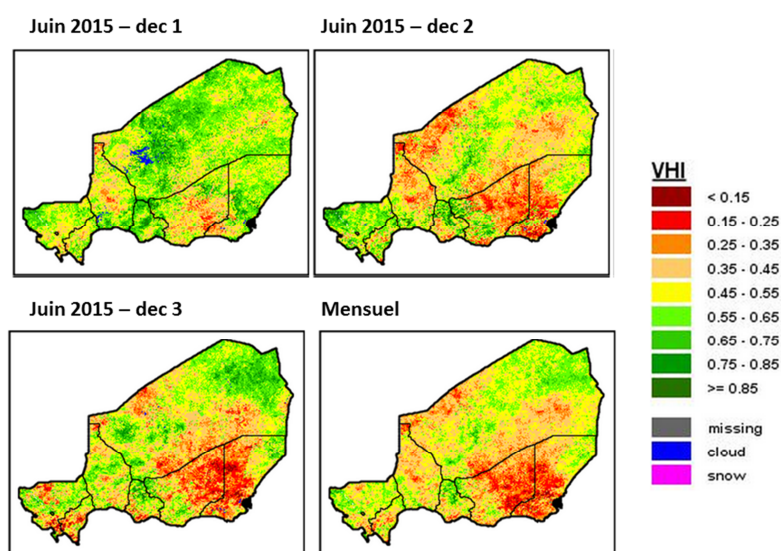 Juin 2015 – dec 1
Juin 2015 – dec 2
Juin 2015 – dec 3
Mensuel
VHI
< 0.15
0.15 - 0.25
0.25 - 0.35
0.35 - 0.45
0.45 - 0.55
0.55 - 0.65
0.65 - 0.75
0.75 - 0.85
>= 0.85
missing
cloud
snow